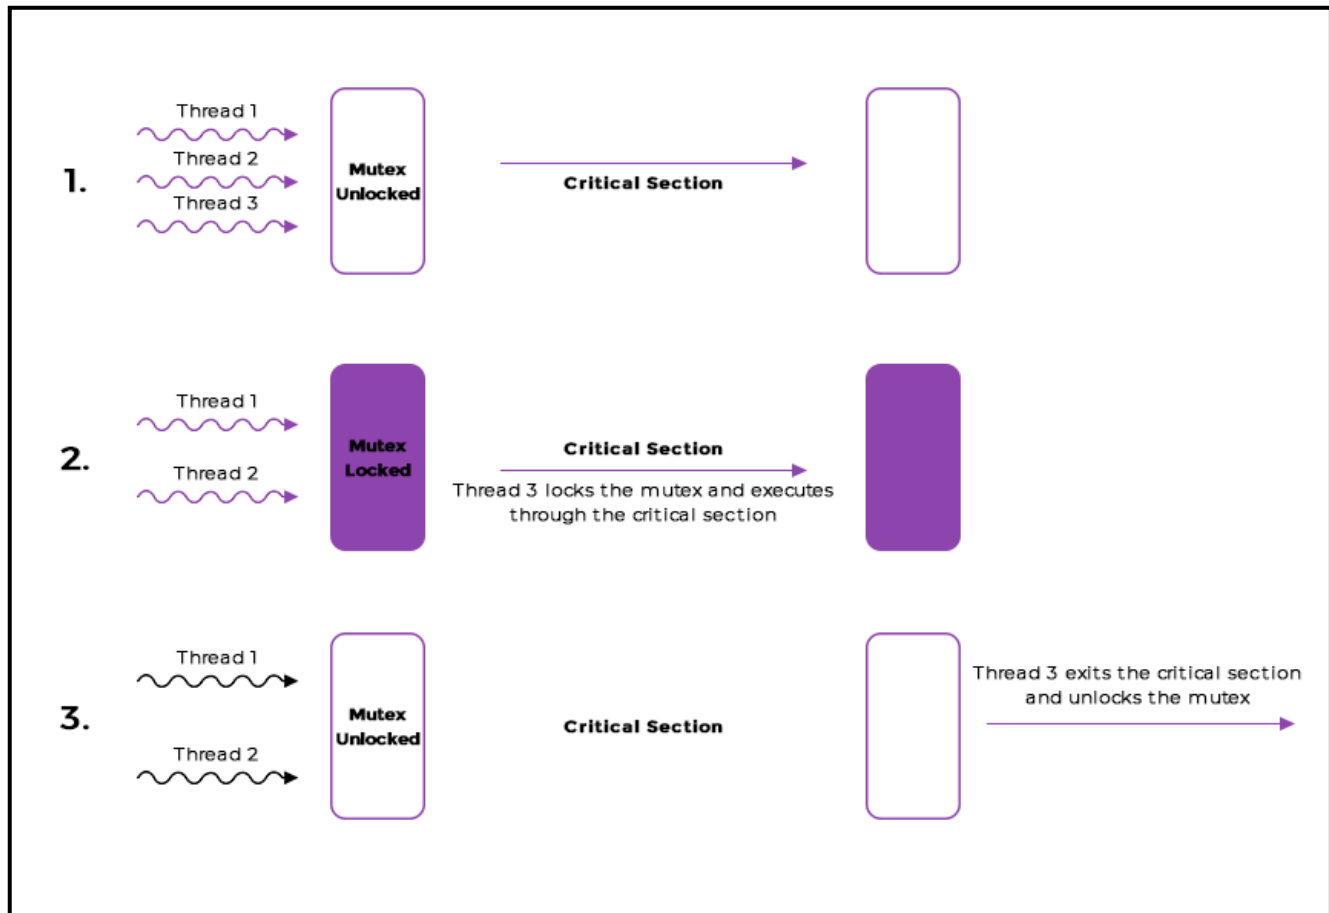 1.
Thread 1
Thread 2
Thread 3
Mutex
Unlocked
Critical Section
2.
Thread 1
Thread 2
Mutex
Locked
Critical Section
Thread 3 locks the mutex and executes
through the critical section
3.
Thread 1
Thread 2
Mutex
Unlocked
Critical Section
Thread 3 exits the critical section
and unlocks the mutex